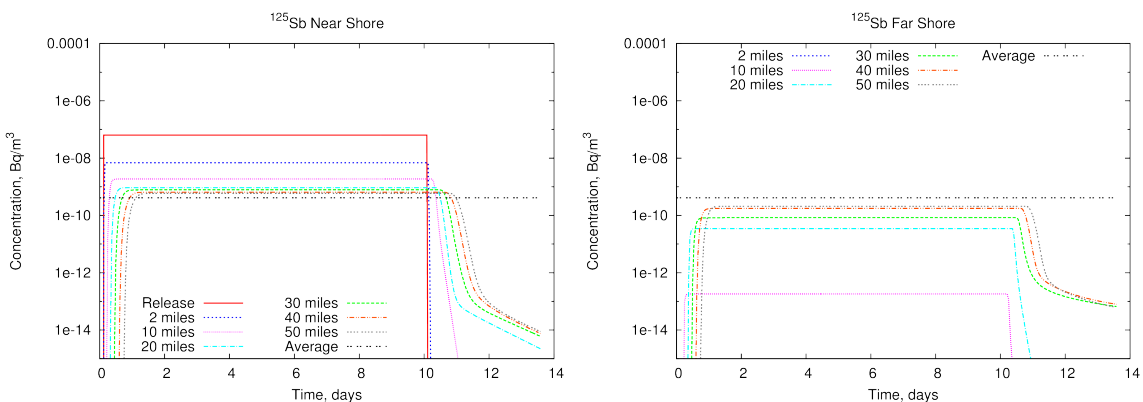 ¹²⁵Sb Near Shore
0.0001
1e-06
1e-08
1e-10
1e-12
1e-14
Concentration, Bq/m³
Release
2 miles
10 miles
20 miles
30 miles
40 miles
50 miles
Average
0 2 4 6 8 10 12 14
Time, days
¹²⁵Sb Far Shore
0.0001
1e-06
1e-08
1e-10
1e-12
1e-14
Concentration, Bq/m³
2 miles
10 miles
20 miles
30 miles
40 miles
50 miles
Average
0 2 4 6 8 10 12 14
Time, days